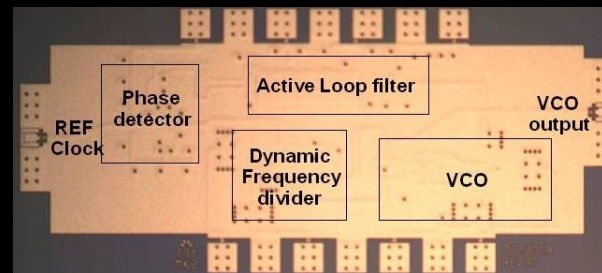 REF
Clock
Phase
detector
Active Loop filter
Dynamic
Frequency
divider
VCO
VCO
output